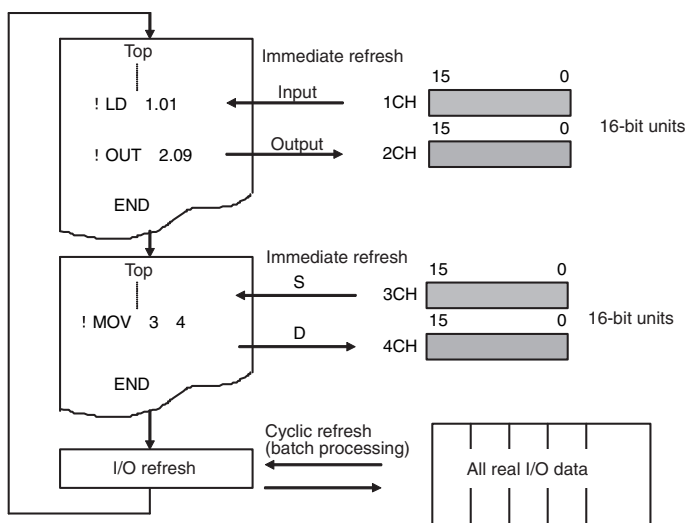 Top
Immediate refresh
15 0
! LD 1.01
Input
1CH
16-bit units
15 0
! OUT 2.09
Output
2CH
END
Top
Immediate refresh
15 0
S
3CH
16-bit units
! MOV 3 4
15 0
D
4CH
END
I/O refresh
Cyclic refresh
(batch processing)
All real I/O data